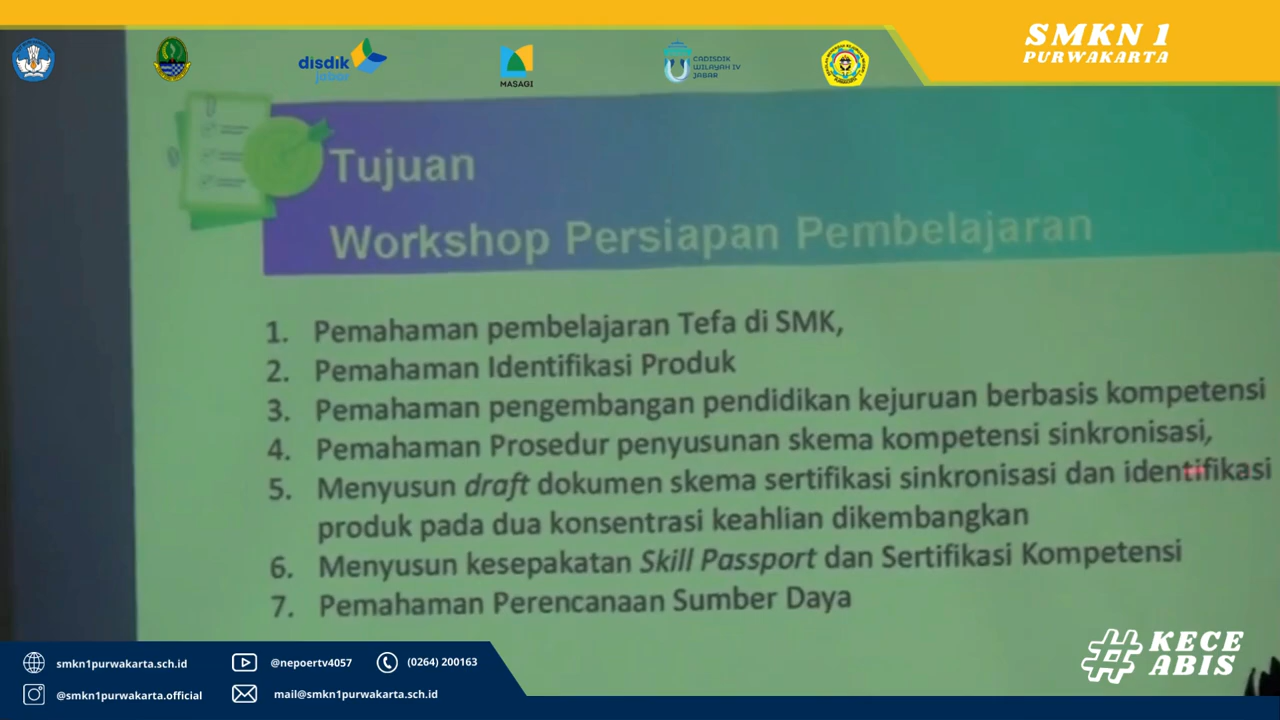 SMKN 1
PURWAKARTA
disdik
jabar
MASAGI
CADISDIK
WILAYAH IV
JABAR
Tujuan
Workshop Persiapan Pembelajaran
1. Pemahaman pembelajaran Tefa di SMK,
2. Pemahaman Identifikasi Produk
3. Pemahaman pengembangan pendidikan kejuruan berbasis kompetensi
4. Pemahaman Prosedur penyusunan skema kompetensi sinkronisasi,
5. Menyusun draft dokumen skema sertifikasi sinkronisasi dan identifikasi
produk pada dua konsentrasi keahlian dikembangkan
6. Menyusun kesepakatan Skill Passport dan Sertifikasi Kompetensi
7. Pemahaman Perencanaan Sumber Daya
smkn1purwakarta.sch.id
@nepoertv4057
(0264) 200163
@smkn1purwakarta.official
mail@smkn1purwakarta.sch.id
#KECE
ABIS